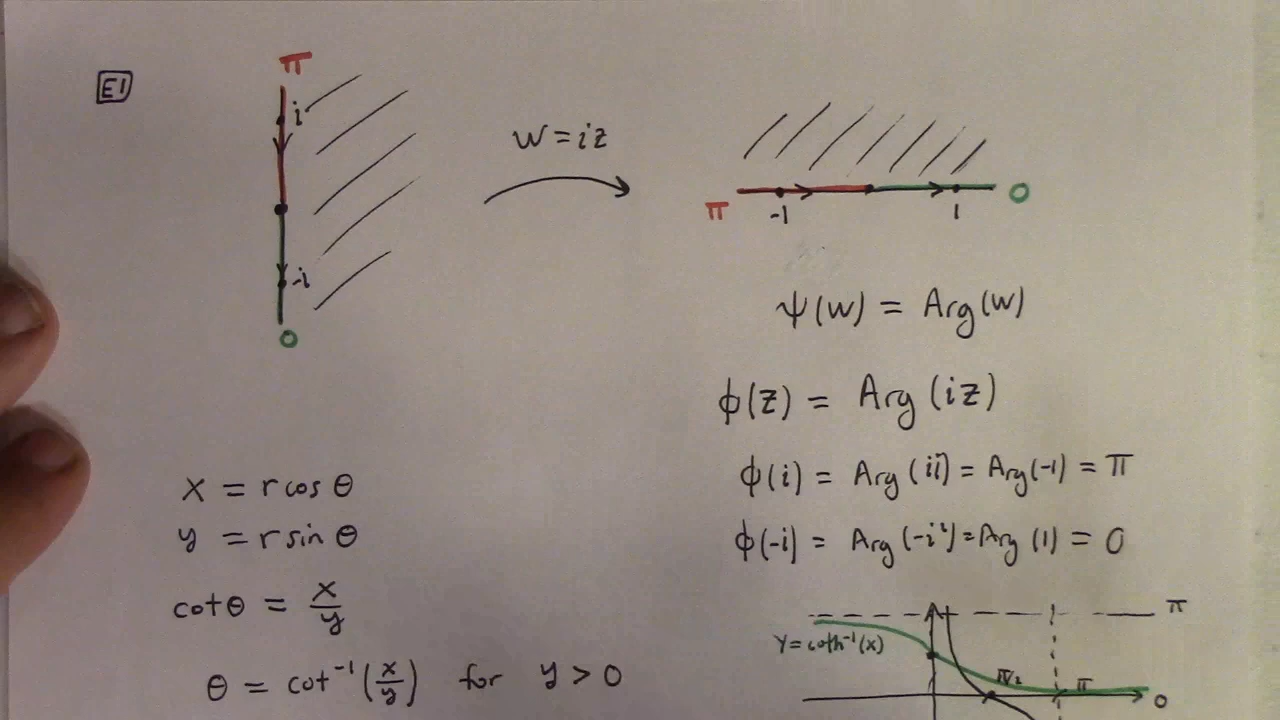 E1
π
i
-i
0
w = iz
π
-1
1
0
ψ(w) = Arg(w)
ϕ(z) = Arg(iz)
ϕ(i) = Arg(ii) = Arg(-1) = π
ϕ(-i) = Arg(-i²) = Arg(1) = 0
x = r cos θ
y = r sin θ
cot θ = x/y
θ = cot⁻¹(x/y) for y > 0
π
Y = coth⁻¹(x)
π/2
π
0